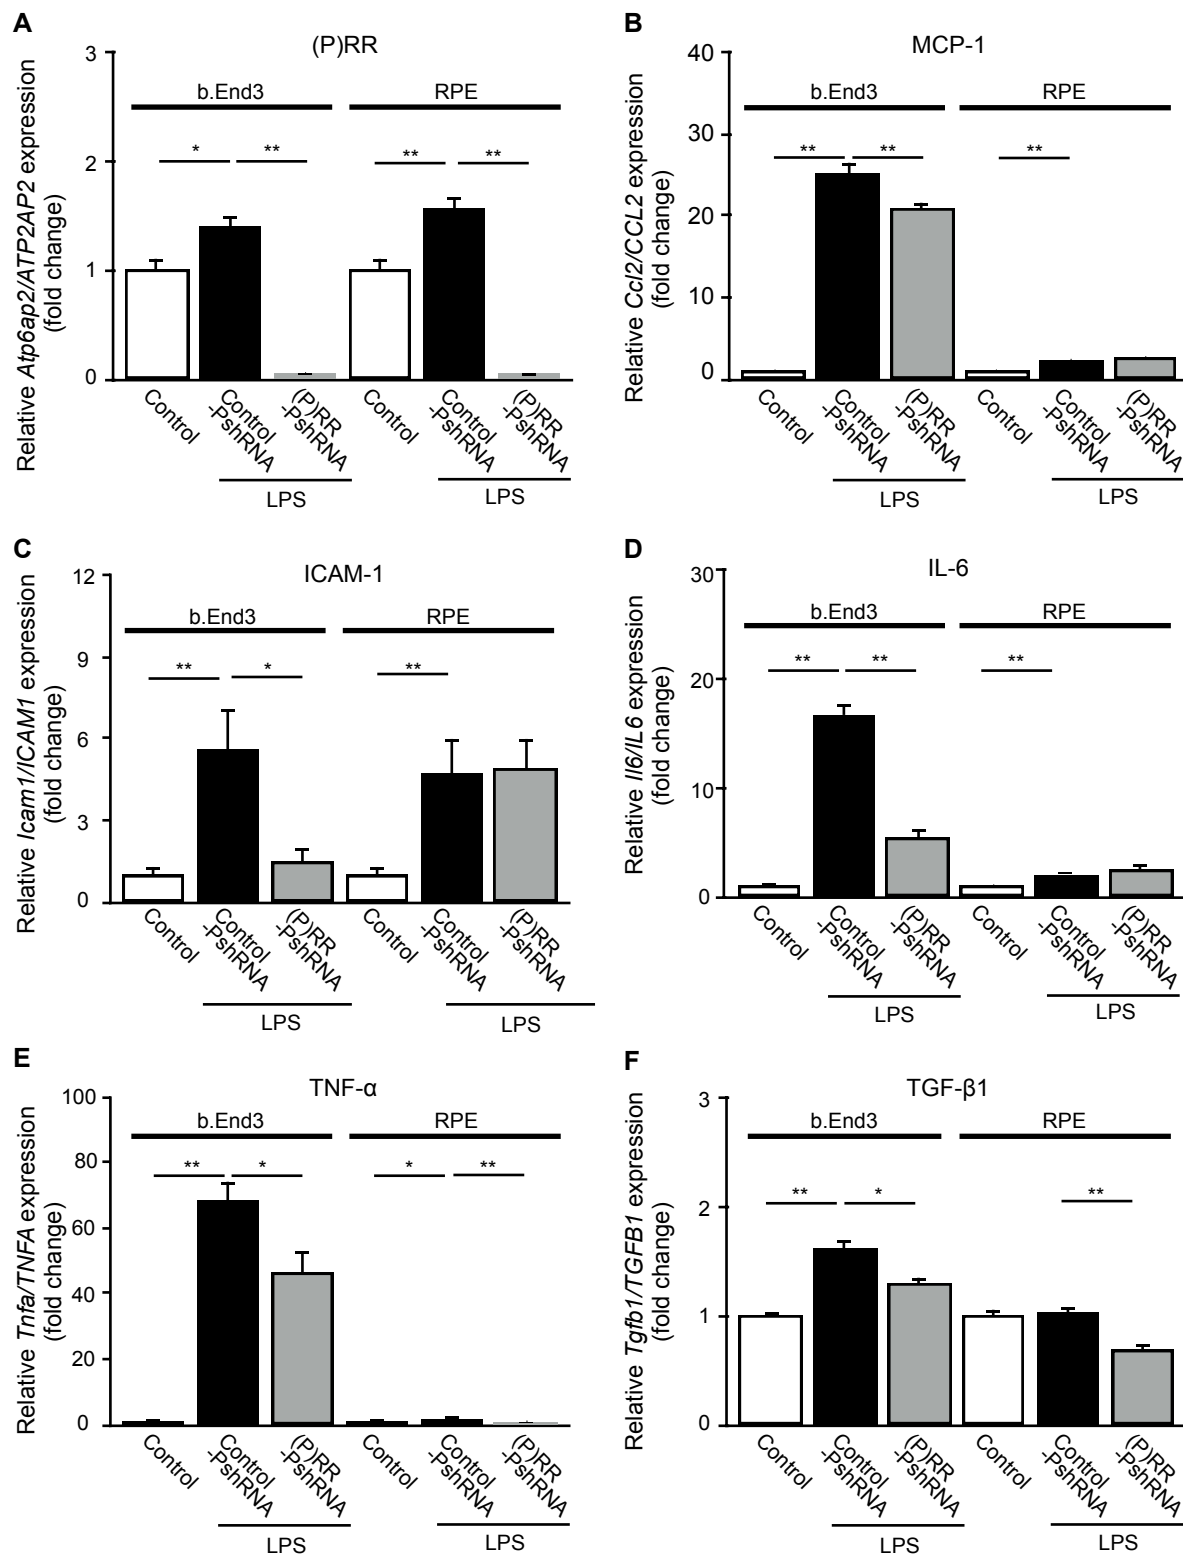 A
(P)RR
Relative Atp6ap2/ATP2AP2 expression
(fold change)
3
2
1
0
b.End3
RPE
*
**
**
**
Control
Control
-PshRNA
(P)RR
-PshRNA
Control
Control
-PshRNA
(P)RR
-PshRNA
LPS
LPS
B
MCP-1
Relative Ccl2/CCL2 expression
(fold change)
40
30
20
10
0
b.End3
RPE
**
**
**
Control
Control
-PshRNA
(P)RR
-PshRNA
Control
Control
-PshRNA
(P)RR
-PshRNA
LPS
LPS
C
ICAM-1
Relative Icam1/ICAM1 expression
(fold change)
12
9
6
3
0
b.End3
RPE
**
*
**
Control
Control
-PshRNA
(P)RR
-PshRNA
Control
Control
-PshRNA
(P)RR
-PshRNA
LPS
LPS
D
IL-6
Relative Il6/IL6 expression
(fold change)
30
20
10
0
b.End3
RPE
**
**
**
Control
Control
-PshRNA
(P)RR
-PshRNA
Control
Control
-PshRNA
(P)RR
-PshRNA
LPS
LPS
E
TNF-α
Relative Tnfa/TNFA expression
(fold change)
100
80
60
40
20
0
b.End3
RPE
**
*
*
**
Control
Control
-PshRNA
(P)RR
-PshRNA
Control
Control
-PshRNA
(P)RR
-PshRNA
LPS
LPS
F
TGF-β1
Relative Tgfb1/TGFB1 expression
(fold change)
3
2
1
0
b.End3
RPE
**
*
**
Control
Control
-PshRNA
(P)RR
-PshRNA
Control
Control
-PshRNA
(P)RR
-PshRNA
LPS
LPS